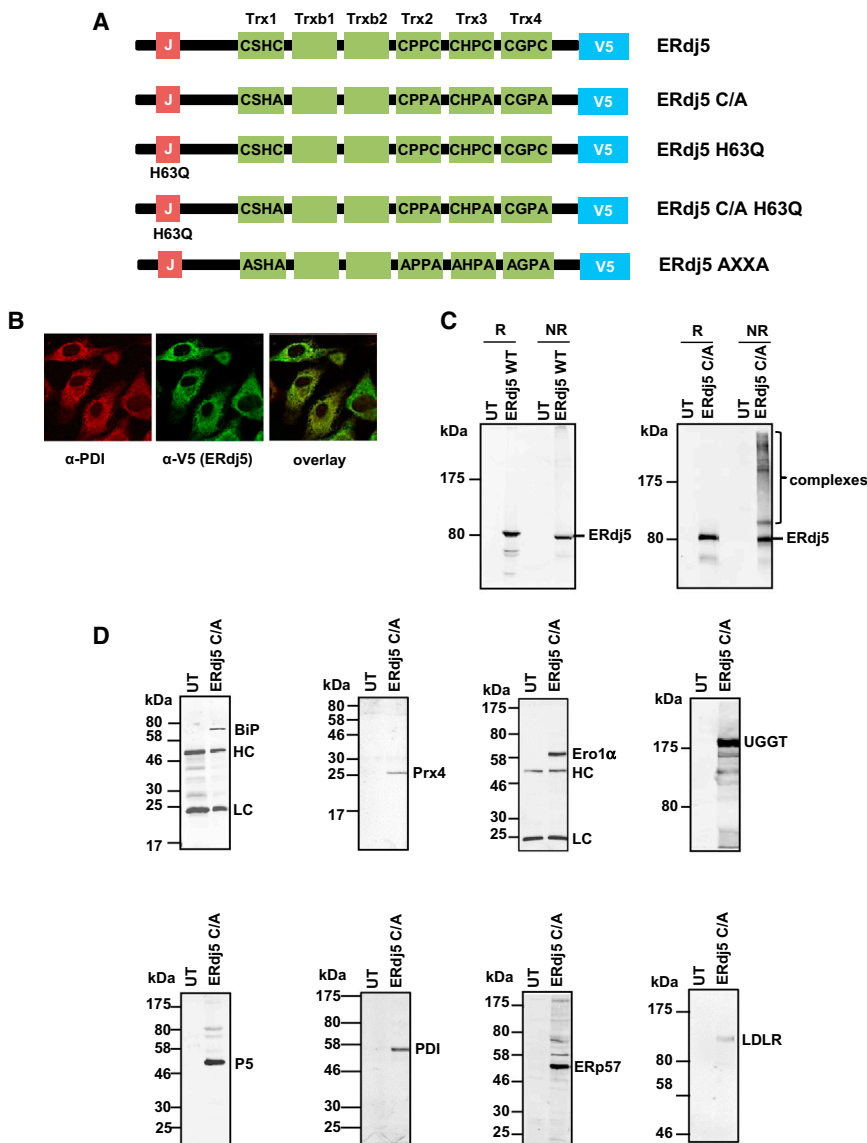 A
Trx1 Trxb1 Trxb2 Trx2 Trx3 Trx4
J CSHC CPPC CHPC CGPC V5 ERdj5
J CSHA CPPA CHPA CGPA V5 ERdj5 C/A
J CSHC CPPC CHPC CGPC V5 ERdj5 H63Q
H63Q
J CSHA CPPA CHPA CGPA V5 ERdj5 C/A H63Q
H63Q
J ASHA APPA AHPA AGPA V5 ERdj5 AXXA
B
α-PDI α-V5 (ERdj5) overlay
C
R NR
UT ERdj5 WT UT ERdj5 WT
kDa
175
80
ERdj5
R NR
UT ERdj5 C/A UT ERdj5 C/A
kDa
175
80
complexes
ERdj5
D
UT ERdj5 C/A
kDa
80
58
46
30
25
17
BiP
HC
LC
UT ERdj5 C/A
kDa
80
58
46
30
25
17
Prx4
UT ERdj5 C/A
kDa
175
80
58
46
30
25
Ero1α
HC
LC
UT ERdj5 C/A
kDa
175
80
UGGT
UT ERdj5 C/A
kDa
175
80
58
46
30
25
P5
UT ERdj5 C/A
kDa
175
80
58
46
30
25
PDI
UT ERdj5 C/A
kDa
175
80
58
46
30
25
ERp57
UT ERdj5 C/A
kDa
175
80
58
46
LDLR